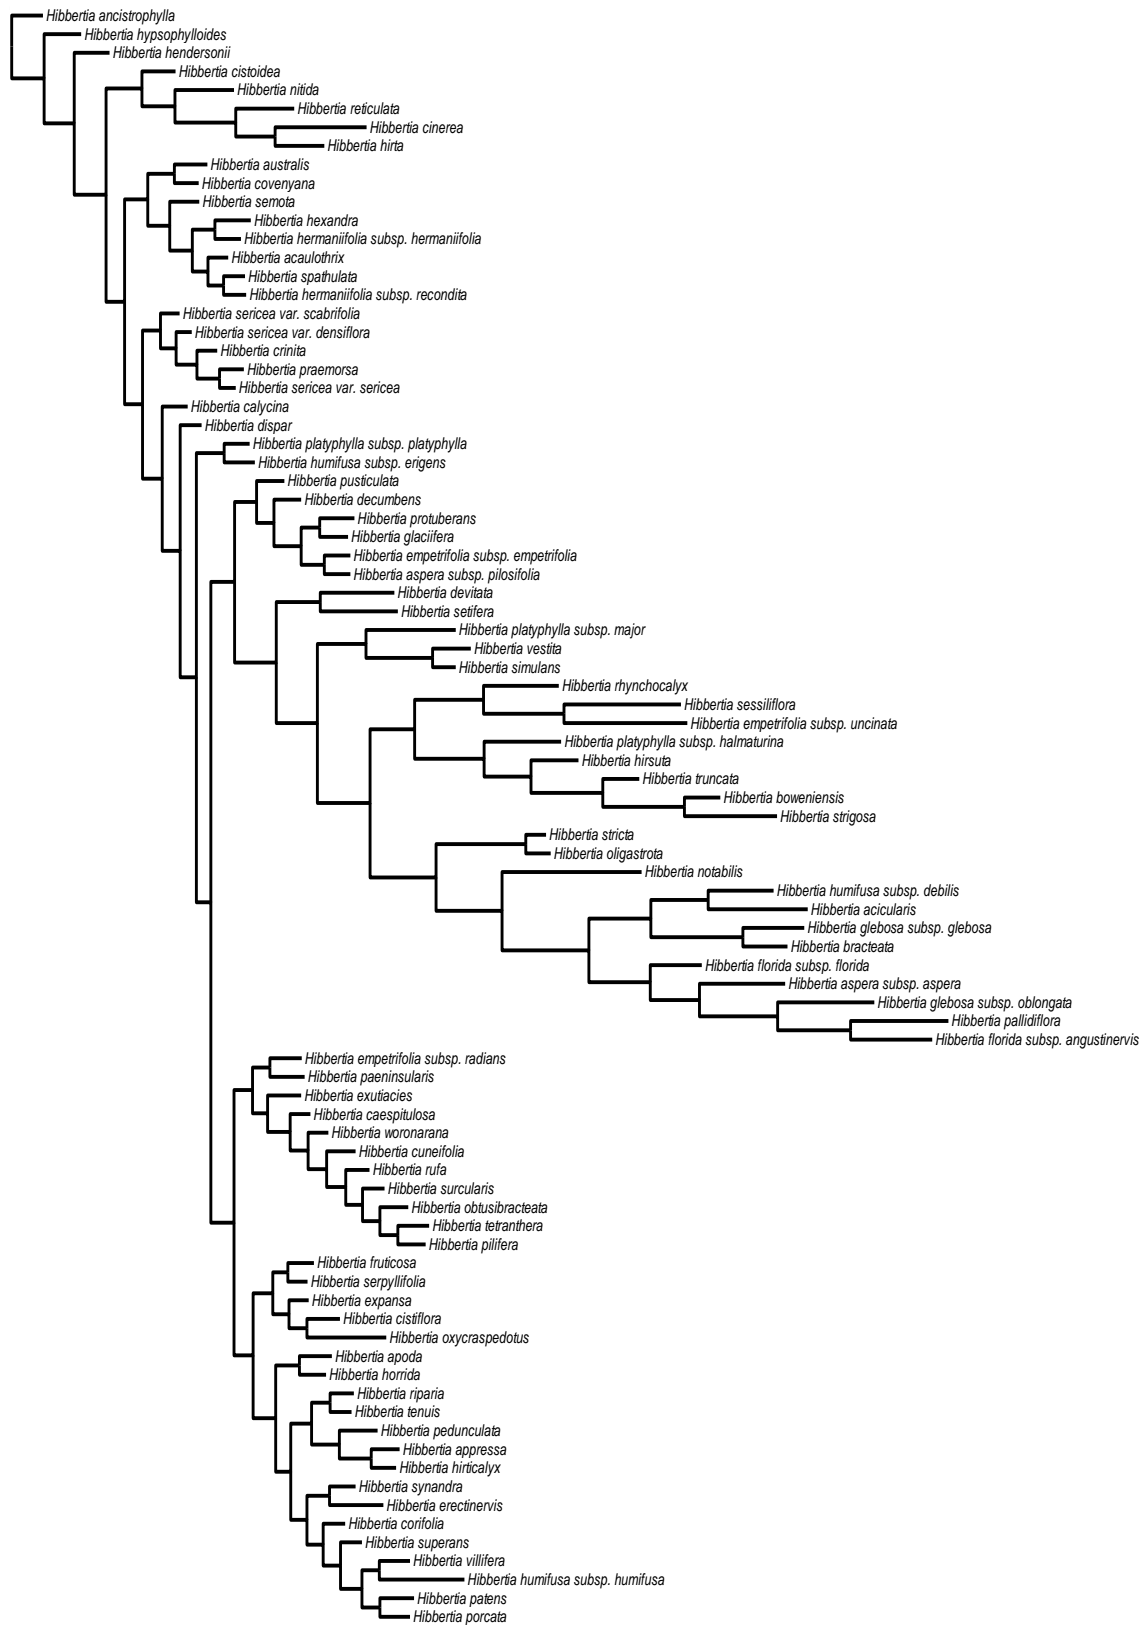 Hibbertia ancistrophylla
Hibbertia hypsophylloides
Hibbertia hendersonii
Hibbertia cistoidea
Hibbertia nitida
Hibbertia reticulata
Hibbertia cinerea
Hibbertia hirta
Hibbertia australis
Hibbertia covenyana
Hibbertia semota
Hibbertia hexandra
Hibbertia hermaniifolia subsp. hermaniifolia
Hibbertia acaulothrix
Hibbertia spathulata
Hibbertia hermaniifolia subsp. recondita
Hibbertia sericea var. scabrifolia
Hibbertia sericea var. densiflora
Hibbertia crinita
Hibbertia praemorsa
Hibbertia sericea var. sericea
Hibbertia calycina
Hibbertia dispar
Hibbertia platyphylla subsp. platyphylla
Hibbertia humifusa subsp. erigens
Hibbertia pusticulata
Hibbertia decumbens
Hibbertia protuberans
Hibbertia glaciifera
Hibbertia empetrifolia subsp. empetrifolia
Hibbertia aspera subsp. pilosifolia
Hibbertia devitata
Hibbertia setifera
Hibbertia platyphylla subsp. major
Hibbertia vestita
Hibbertia simulans
Hibbertia rhynchocalyx
Hibbertia sessiliflora
Hibbertia empetrifolia subsp. uncinata
Hibbertia platyphylla subsp. halmaturina
Hibbertia hirsuta
Hibbertia truncata
Hibbertia boweniensis
Hibbertia strigosa
Hibbertia stricta
Hibbertia oligastrota
Hibbertia notabilis
Hibbertia humifusa subsp. debilis
Hibbertia acicularis
Hibbertia glebosa subsp. glebosa
Hibbertia bracteata
Hibbertia florida subsp. florida
Hibbertia aspera subsp. aspera
Hibbertia glebosa subsp. oblongata
Hibbertia pallidiflora
Hibbertia florida subsp. angustinervis
Hibbertia empetrifolia subsp. radians
Hibbertia paeninsularis
Hibbertia exutiacies
Hibbertia caespitulosa
Hibbertia woronarana
Hibbertia cuneifolia
Hibbertia rufa
Hibbertia surcularis
Hibbertia obtusibracteata
Hibbertia tetranthera
Hibbertia pilifera
Hibbertia fruticosa
Hibbertia serpyllifolia
Hibbertia expansa
Hibbertia cistiflora
Hibbertia oxycraspedotus
Hibbertia apoda
Hibbertia horrida
Hibbertia riparia
Hibbertia tenuis
Hibbertia pedunculata
Hibbertia appressa
Hibbertia hirticalyx
Hibbertia synandra
Hibbertia erectinervis
Hibbertia corifolia
Hibbertia superans
Hibbertia villifera
Hibbertia humifusa subsp. humifusa
Hibbertia patens
Hibbertia porcata